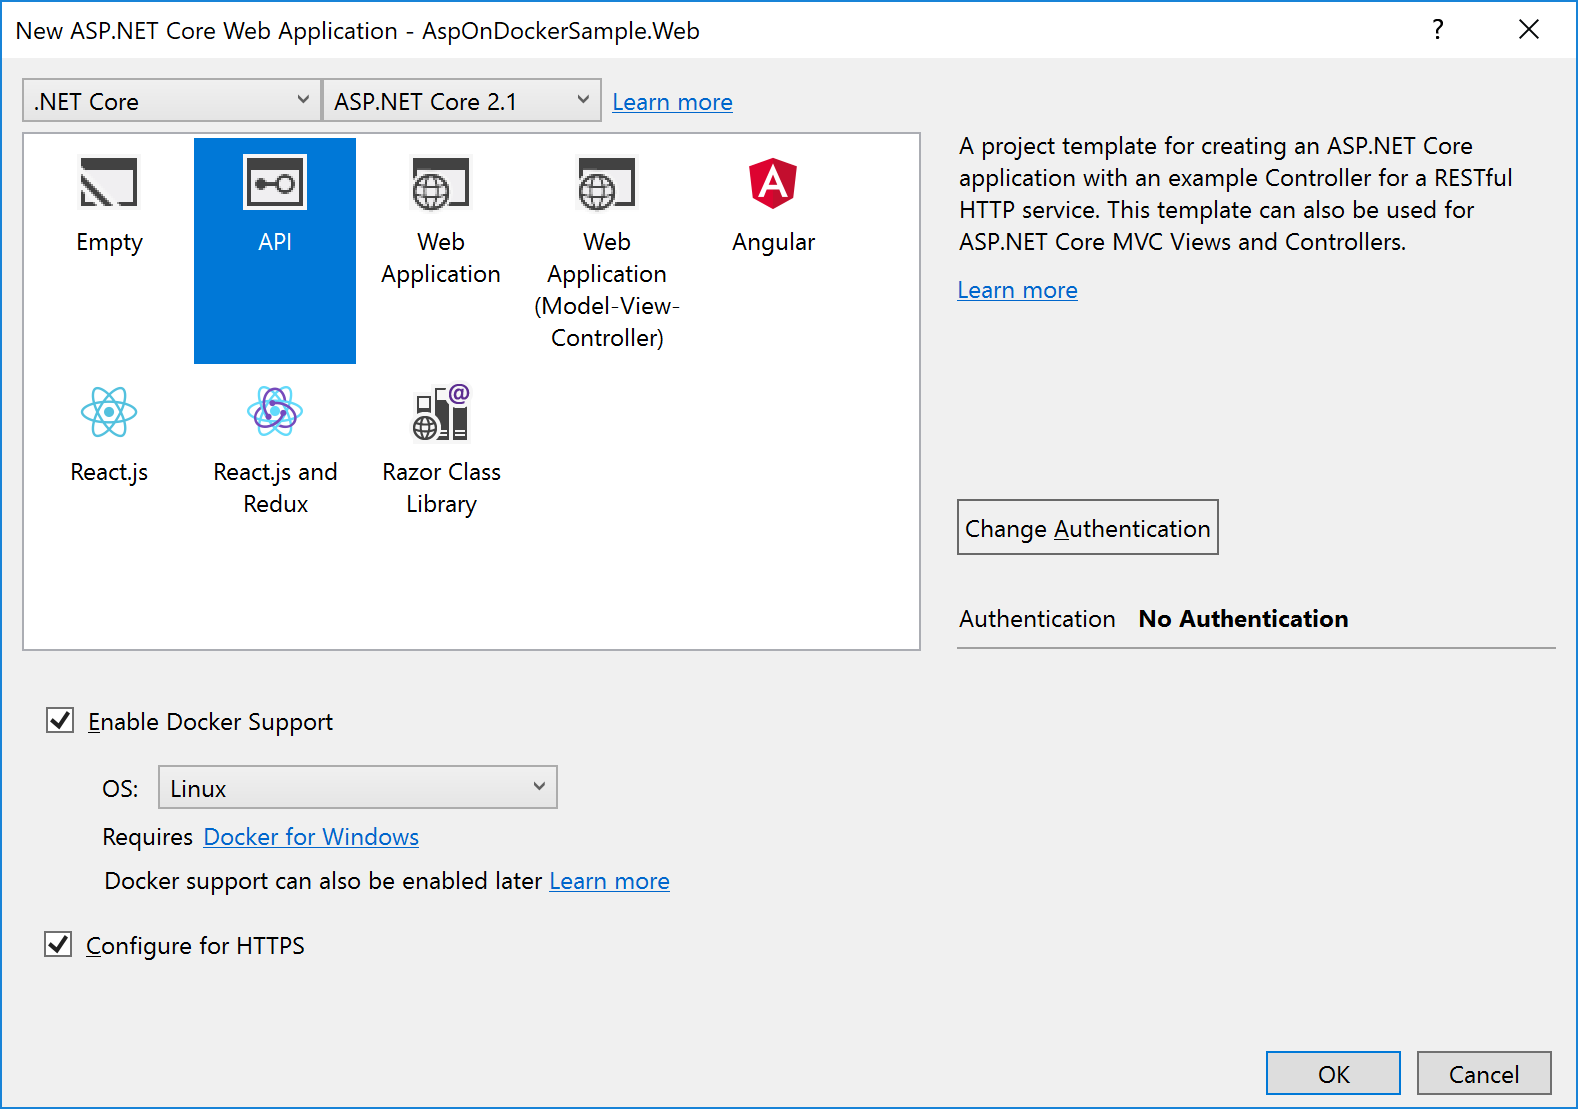 New ASP.NET Core Web Application - AspOnDockerSample.Web
?
.NET Core
ASP.NET Core 2.1
Learn more
Empty
API
Web
Application
Web
Application
(Model-View-
Controller)
Angular
React.js
React.js and
Redux
@
Razor Class
Library
A project template for creating an ASP.NET Core
application with an example Controller for a RESTful
HTTP service. This template can also be used for
ASP.NET Core MVC Views and Controllers.
Learn more
Change Authentication
Authentication No Authentication
Enable Docker Support
OS: Linux
Requires Docker for Windows
Docker support can also be enabled later Learn more
Configure for HTTPS
OK
Cancel